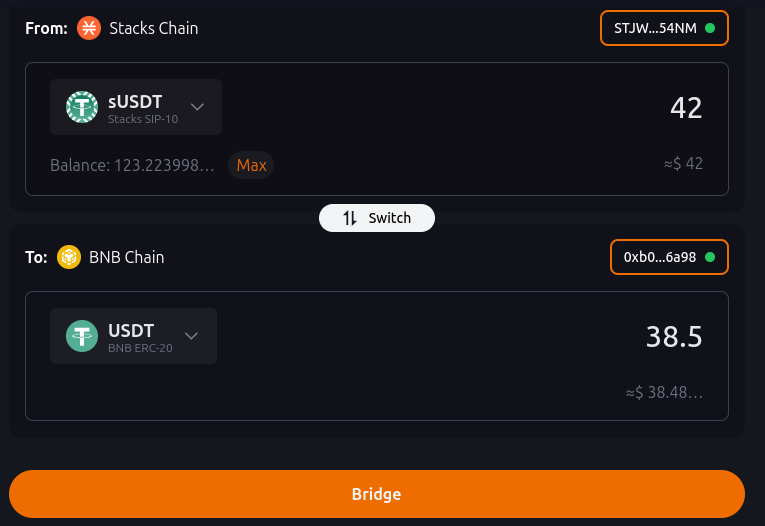 From: Stacks Chain STJW...54NM
sUSDT
Stacks SIP-10
42
Balance: 123.223998... Max ≈$ 42
Switch
To: BNB Chain 0xb0...6a98
USDT
BNB ERC-20
38.5
≈$ 38.48...
Bridge